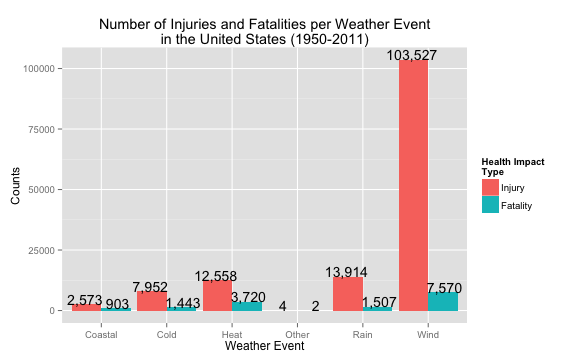 Number of Injuries and Fatalities per Weather Event
in the United States (1950-2011)
103,527
100000
75000
50000
25000
0
Counts
2,573
903
7,952
1,443
12,558
3,720
4
2
13,914
1,507
7,570
Coastal
Cold
Heat
Other
Rain
Wind
Weather Event
Health Impact
Type
Injury
Fatality